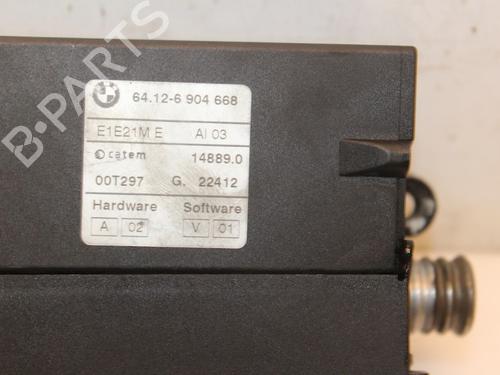 B-PARTS
64.12-6 904 668
E1E21M E AI 03
catem 14889.0
00T297 G. 22412
Hardware Software
A 02 V 01